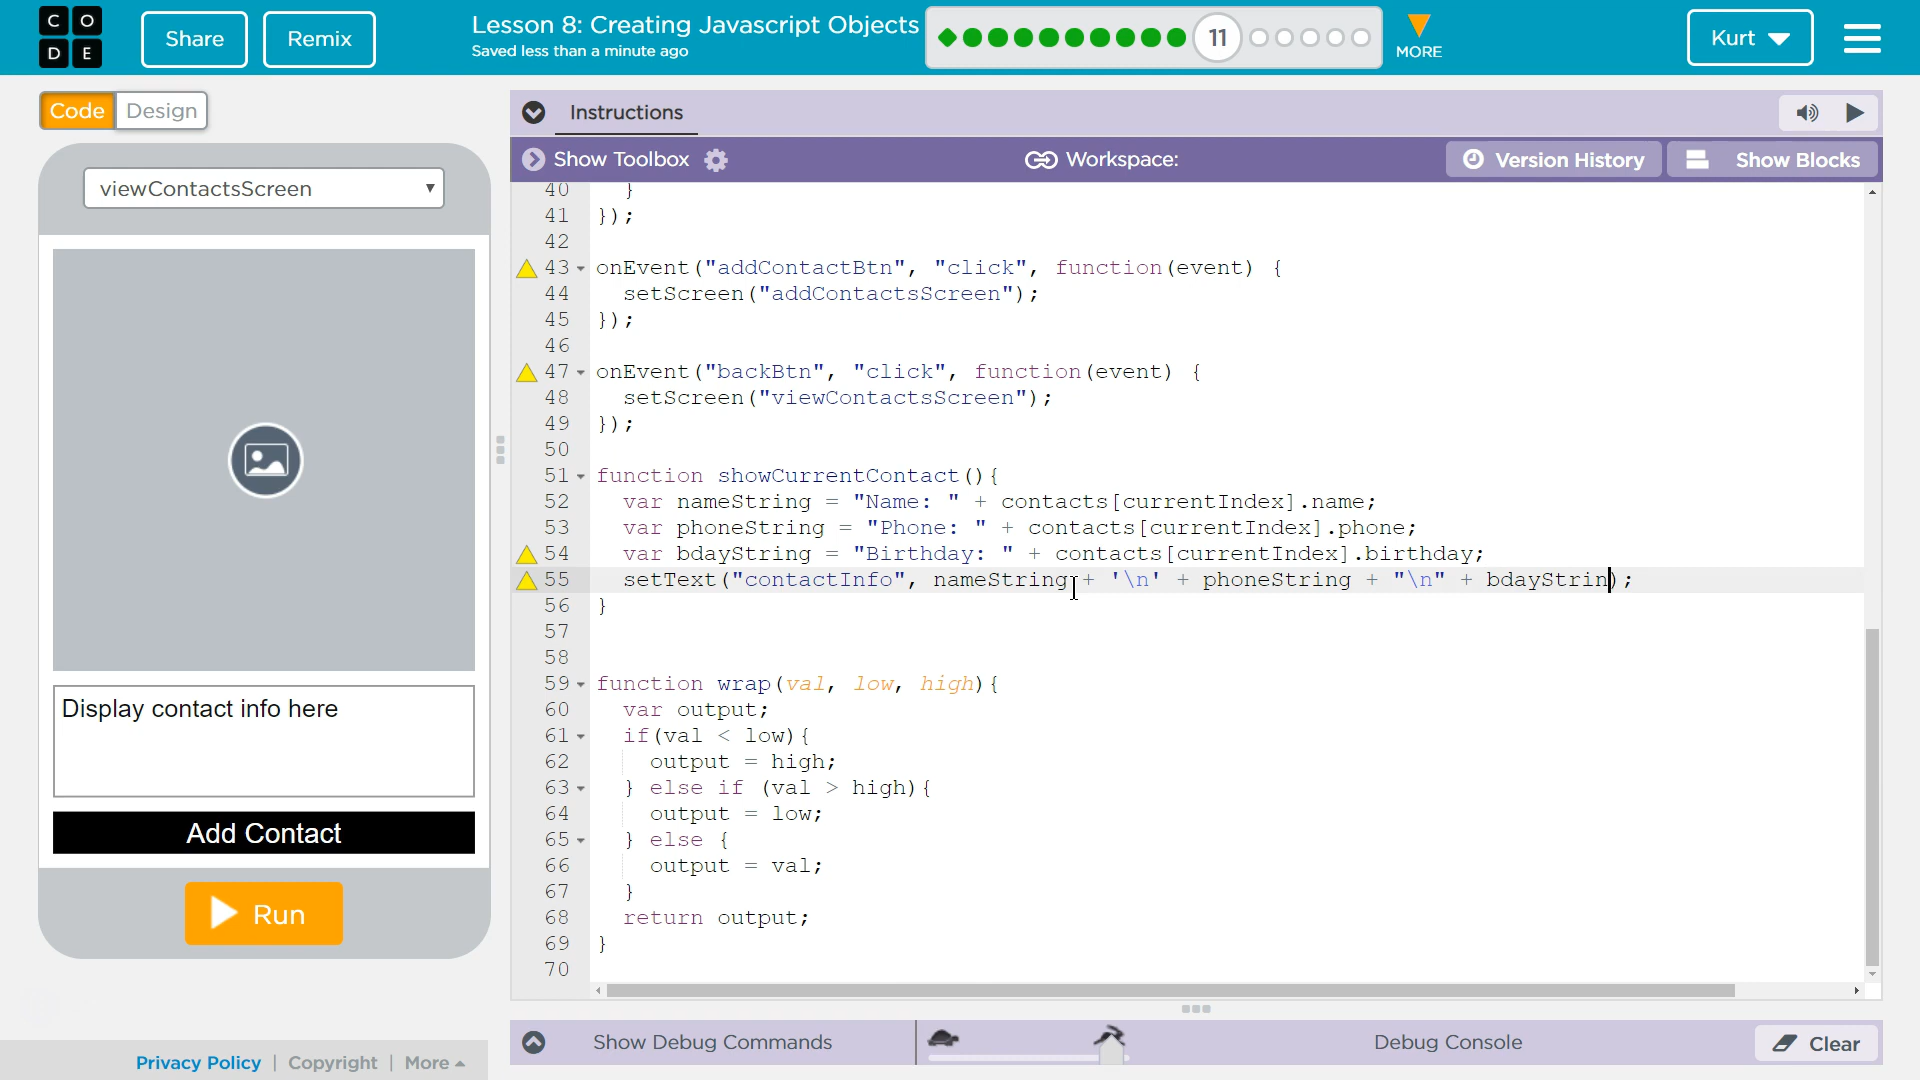 CO
DE
Share
Remix
Lesson 8: Creating Javascript Objects
Saved less than a minute ago
11
MORE
Kurt
Code
Design
viewContactsScreen
Display contact info here
Add Contact
Run
Privacy Policy | Copyright | More
Instructions
Show Toolbox
Workspace:
Version History
Show Blocks
40 }
41 });
42
43 onEvent("addContactBtn", "click", function(event) {
44 setScreen("addContactsScreen");
45 });
46
47 onEvent("backBtn", "click", function(event) {
48 setScreen("viewContactsScreen");
49 });
50
51 function showCurrentContact(){
52 var nameString = "Name: " + contacts[currentIndex].name;
53 var phoneString = "Phone: " + contacts[currentIndex].phone;
54 var bdayString = "Birthday: " + contacts[currentIndex].birthday;
55 setText("contactInfo", nameString + '\n' + phoneString + "\n" + bdayStrin);
56 }
57
58
59 function wrap(val, low, high){
60 var output;
61 if(val < low){
62 output = high;
63 } else if (val > high){
64 output = low;
65 } else {
66 output = val;
67 }
68 return output;
69 }
70
Show Debug Commands
Debug Console
Clear